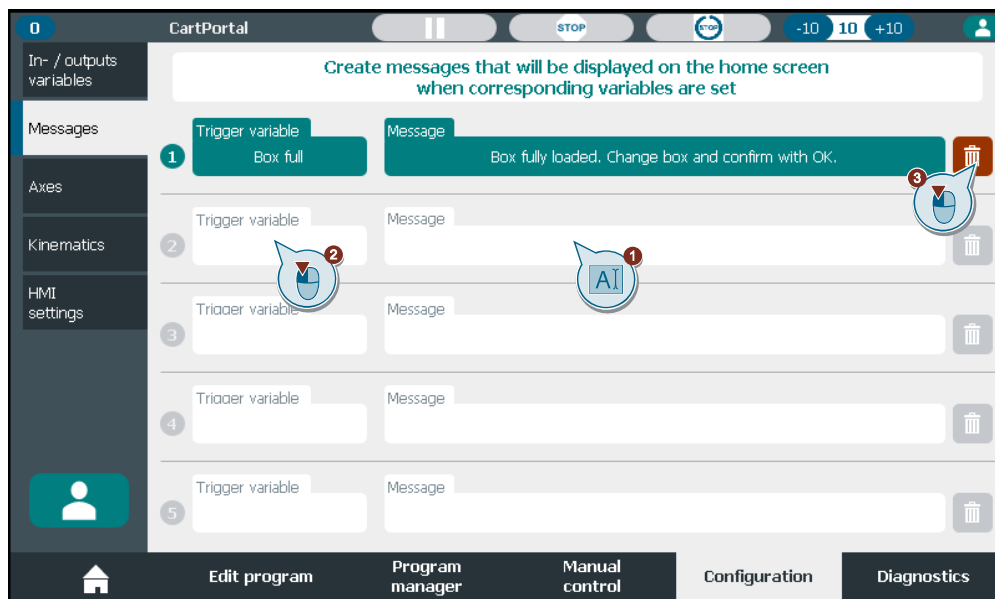 0
CartPortal
STOP
STOP
-10 10 +10
In- / outputs
variables
Messages
Axes
Kinematics
HMI
settings
Create messages that will be displayed on the home screen
when corresponding variables are set
Trigger variable
Message
1
Box full
Box fully loaded. Change box and confirm with OK.
3
Trigger variable
Message
2
2
1
A
Trigger variable
Message
3
Trigger variable
Message
4
Trigger variable
Message
5
Edit program
Program
manager
Manual
control
Configuration
Diagnostics